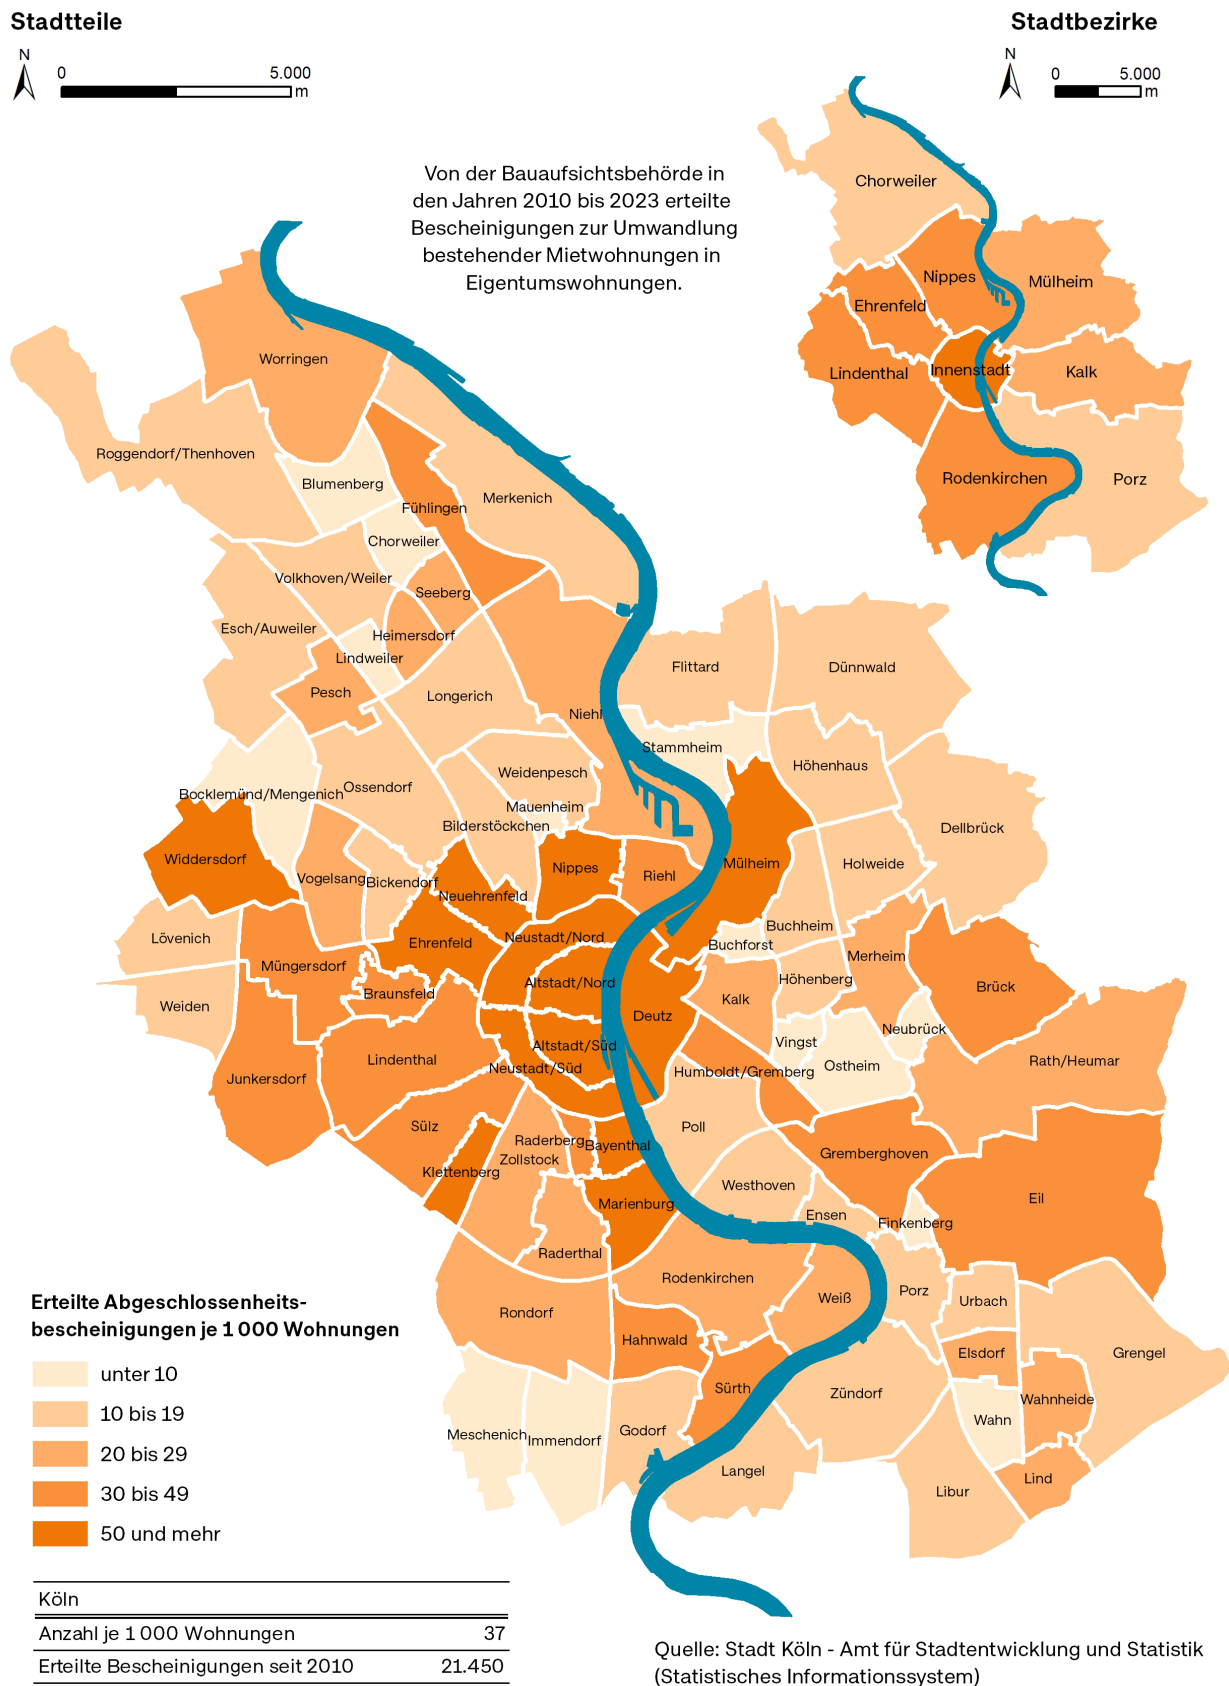 Stadtteile
N
0 5.000
m
Stadtbezirke
N
0 5.000
m
Von der Bauaufsichtsbehörde in
den Jahren 2010 bis 2023 erteilte
Bescheinigungen zur Umwandlung
bestehender Mietwohnungen in
Eigentumswohnungen.
Chorweiler
Nippes
Mülheim
Ehrenfeld
Lindenthal
Innenstadt
Kalk
Rodenkirchen
Porz
Worringen
Roggendorf/Thenhoven
Blumenberg
Merkenich
Fühlingen
Chorweiler
Volkhoven/Weiler
Seeberg
Esch/Auweiler
Heimersdorf
Lindweiler
Flittard
Dünnwald
Pesch
Longerich
Niehl
Stammheim
Höhenhaus
Weidenpesch
Bocklemünd/Mengenich
Ossendorf
Mauenheim
Bilderstöckchen
Dellbrück
Widdersdorf
Nippes
Mülheim
Holweide
Vogelsang
Bickendorf
Riehl
Neuehrenfeld
Buchheim
Lövenich
Ehrenfeld
Neustadt/Nord
Buchforst
Merheim
Müngersdorf
Altstadt/Nord
Höhenberg
Brück
Braunsfeld
Kalk
Weiden
Deutz
Neubrück
Vingst
Altstadt/Süd
Lindenthal
Neustadt/Süd
Ostheim
Rath/Heumar
Junkersdorf
Humboldt/Gremberg
Sülz
Poll
Raderberg
Bayenthal
Zollstock
Gremberghoven
Klettenberg
Westhoven
Marienburg
Eil
Ensen
Finkenberg
Raderthal
Rodenkirchen
Porz
Weiß
Urbach
Rondorf
Hahnwald
Elsdorf
Grengel
Sürth
Zündorf
Wahnheide
Wahn
Meschenich
Immendorf
Godorf
Langel
Lind
Libur
Erteilte Abgeschlossenheits-
bescheinigungen je 1 000 Wohnungen
unter 10
10 bis 19
20 bis 29
30 bis 49
50 und mehr
Köln
Anzahl je 1 000 Wohnungen 37
Erteilte Bescheinigungen seit 2010 21.450
Quelle: Stadt Köln - Amt für Stadtentwicklung und Statistik
(Statistisches Informationssystem)